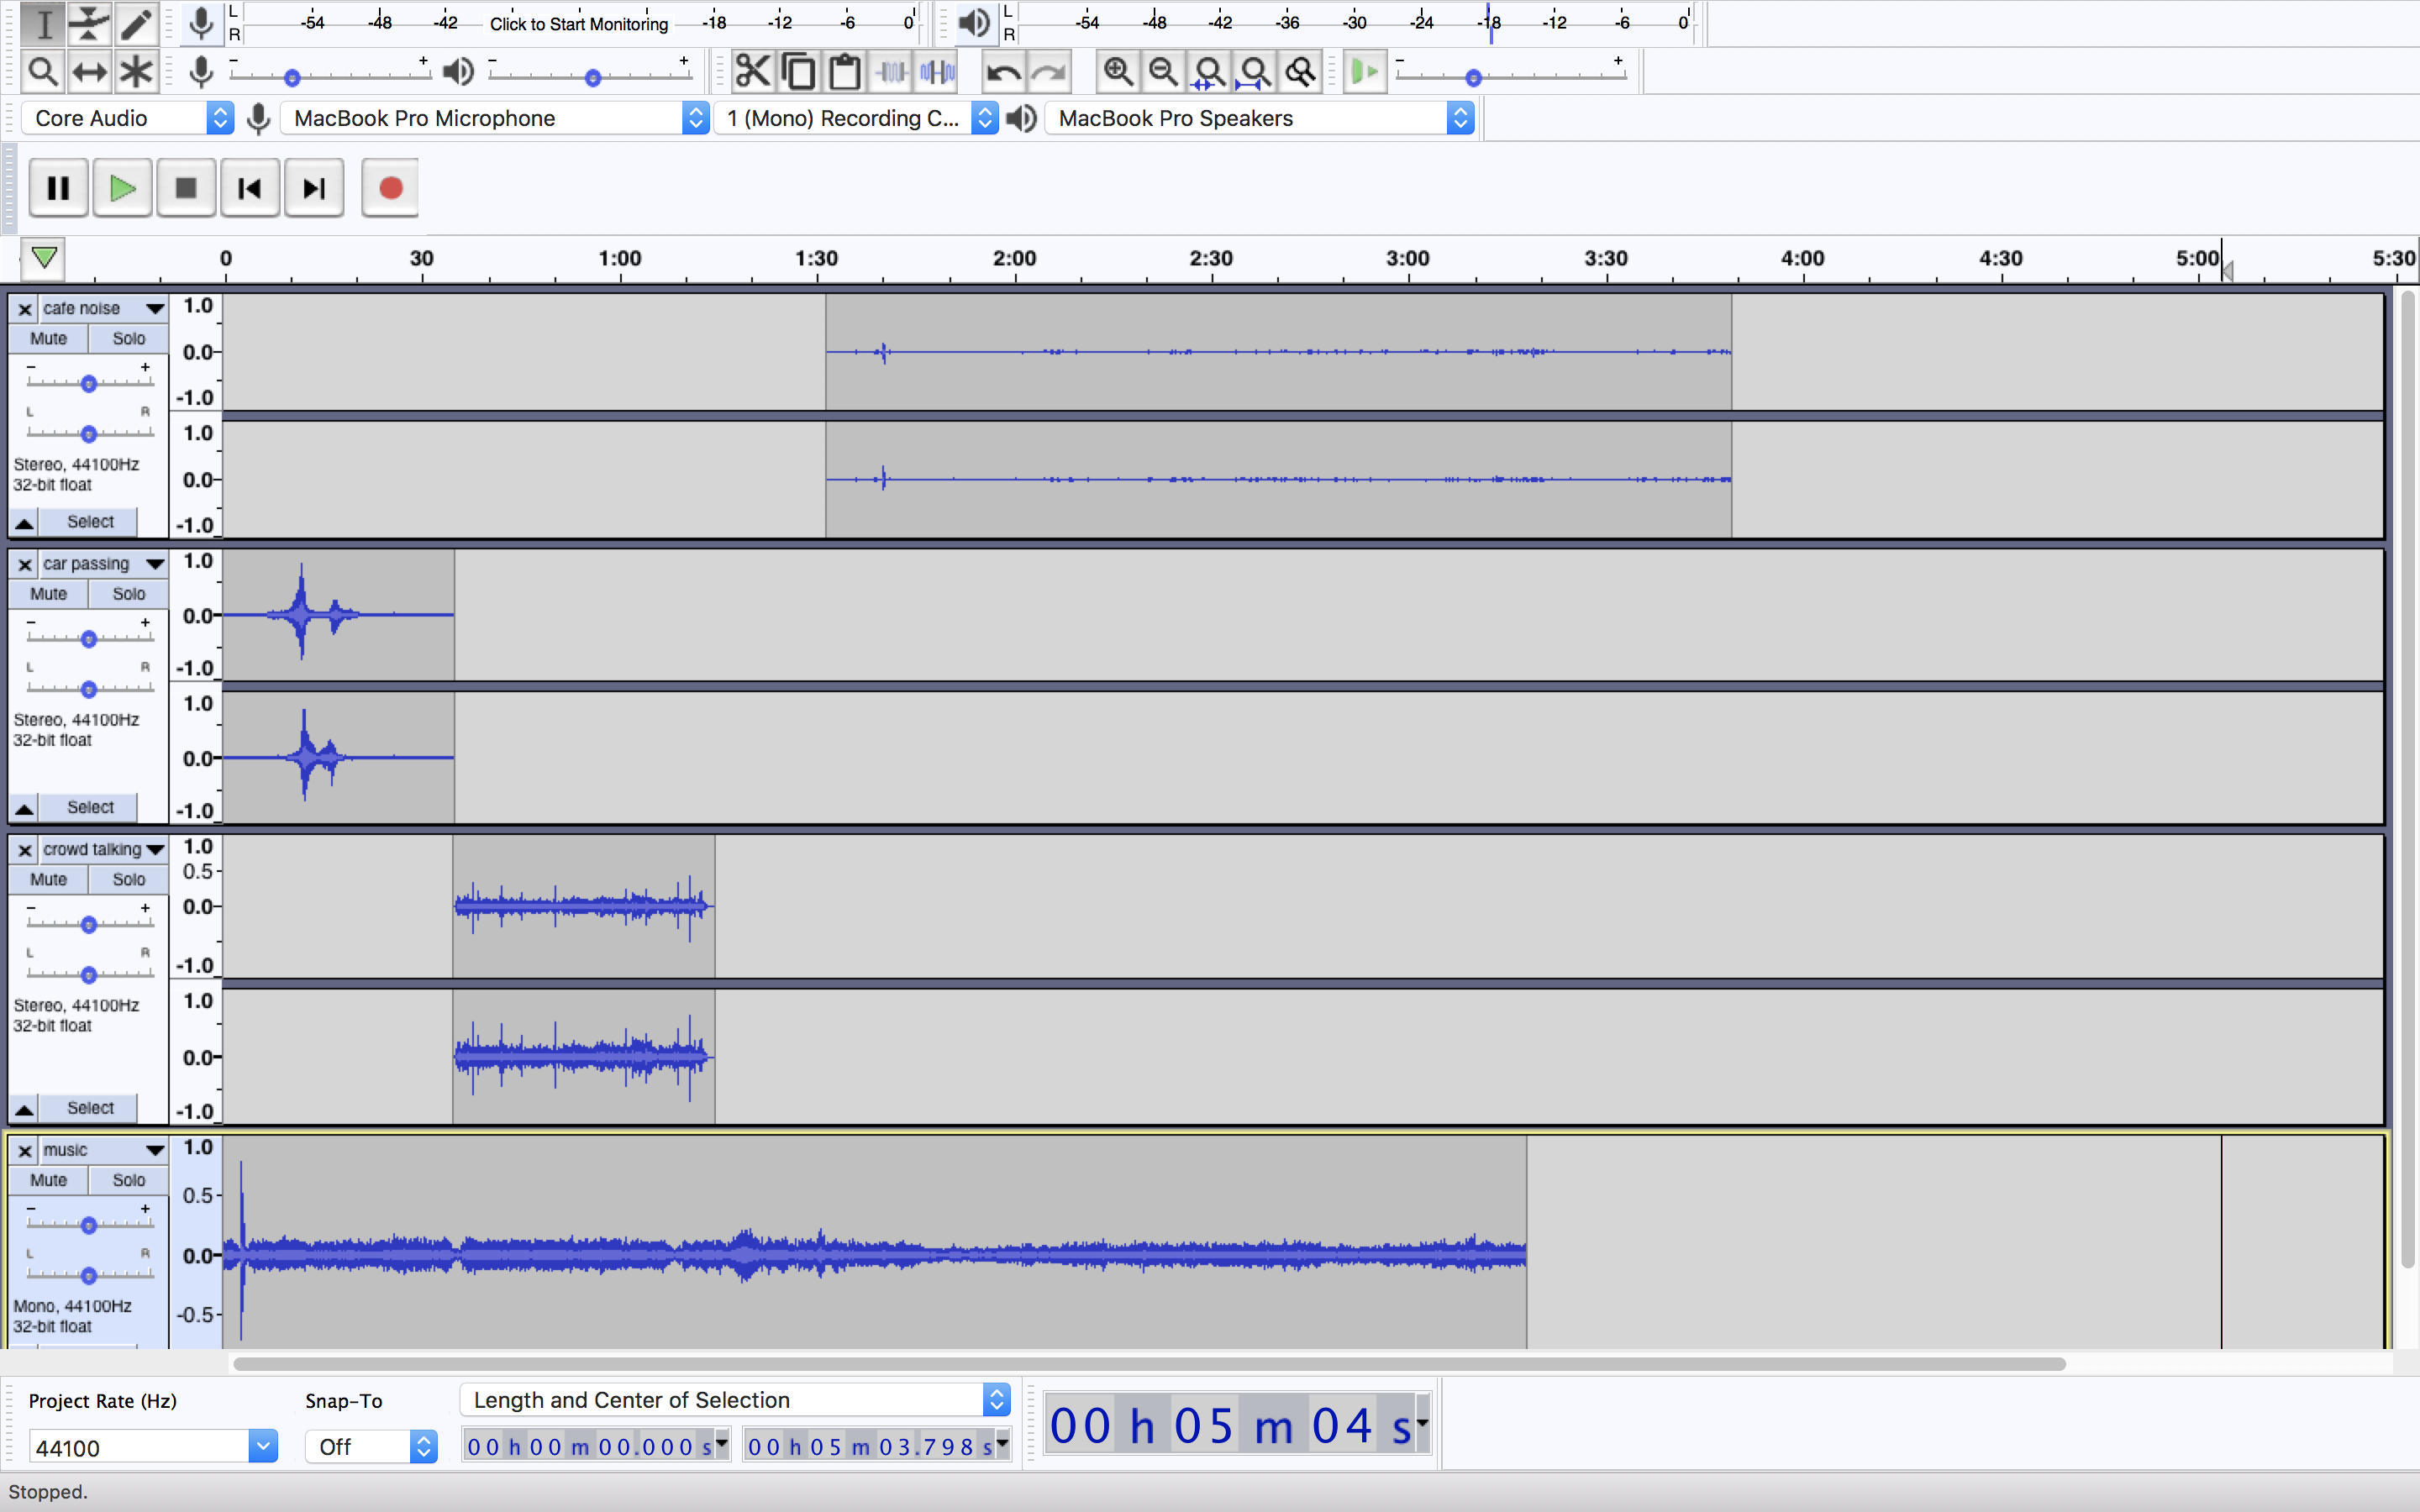 L -54 -48 -42 Click to Start Monitoring -18 -12 -6 0 L -54 -48 -42 -36 -30 -24 -18 -12 -6 0
R R
- + - + - +
Core Audio MacBook Pro Microphone 1 (Mono) Recording C... MacBook Pro Speakers
0 30 1:00 1:30 2:00 2:30 3:00 3:30 4:00 4:30 5:00 5:30
cafe noise
Mute Solo
- +
L R
Stereo, 44100Hz
32-bit float
Select
1.0
0.0
-1.0
1.0
0.0
-1.0
car passing
Mute Solo
- +
L R
Stereo, 44100Hz
32-bit float
Select
1.0
0.0
-1.0
1.0
0.0
-1.0
crowd talking
Mute Solo
- +
L R
Stereo, 44100Hz
32-bit float
Select
1.0
0.5
0.0
-1.0
1.0
0.0
-1.0
music
Mute Solo
- +
L R
Mono, 44100Hz
32-bit float
1.0
0.5
0.0
-0.5
Project Rate (Hz) Snap-To Length and Center of Selection
44100 Off 00 h 00 m 00.000 s 00 h 05 m 03.798 s 00 h 05 m 04 s
Stopped.